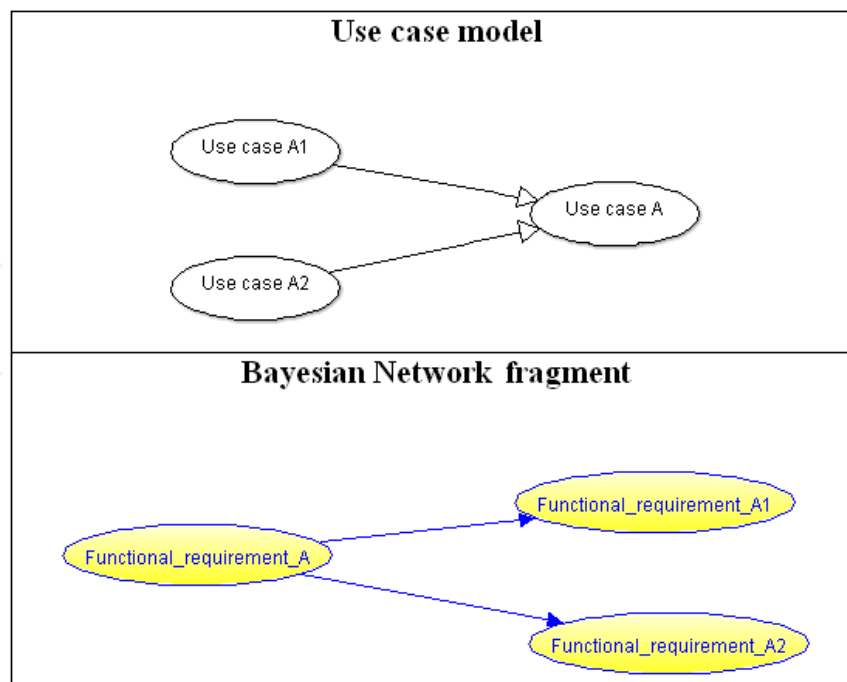 Use case model
Use case A1
Use case A
Use case A2
Bayesian Network fragment
Functional_requirement_A1
Functional_requirement_A
Functional_requirement_A2